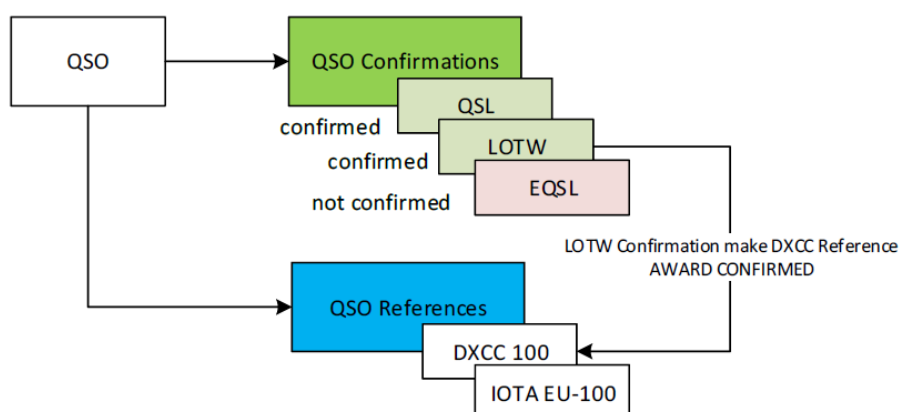 QSO
QSO Confirmations
QSL
confirmed
LOTW
confirmed
EQSL
not confirmed
LOTW Confirmation make DXCC Reference
AWARD CONFIRMED
QSO References
DXCC 100
IOTA EU-100